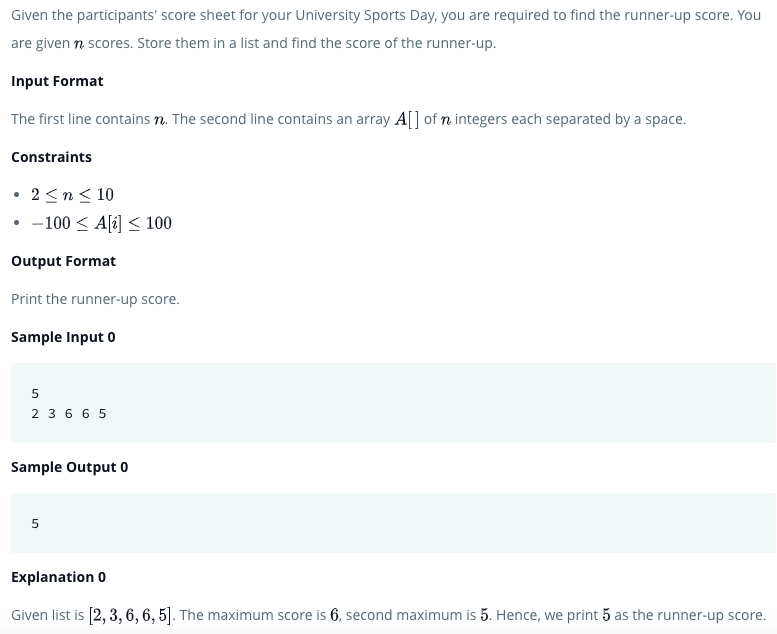 Given the participants' score sheet for your University Sports Day, you are required to find the runner-up score. You
are given n scores. Store them in a list and find the score of the runner-up.
Input Format
The first line contains n. The second line contains an array A[] of n integers each separated by a space.
Constraints
• 2 ≤ n ≤ 10
• −100 ≤ A[i] ≤ 100
Output Format
Print the runner-up score.
Sample Input 0
5
2 3 6 6 5
Sample Output 0
5
Explanation 0
Given list is [2, 3, 6, 6, 5]. The maximum score is 6, second maximum is 5. Hence, we print 5 as the runner-up score.